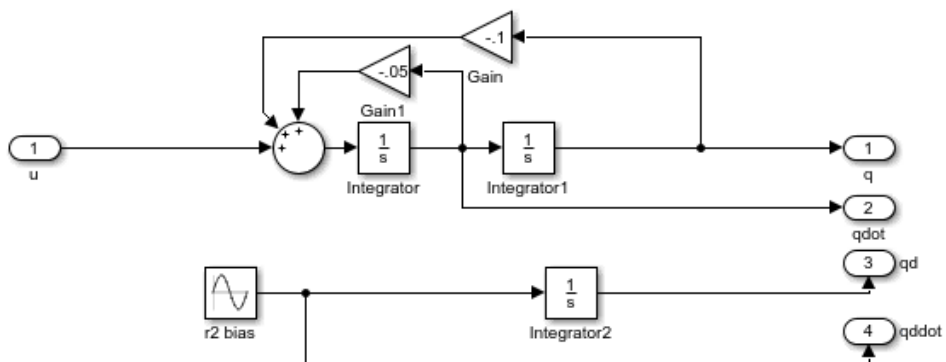 -.1
-.05
Gain
Gain1
1
u
+
+
+
1
s
Integrator
1
s
Integrator1
1
q
2
qdot
3
qd
r2 bias
1
s
Integrator2
4
qddot